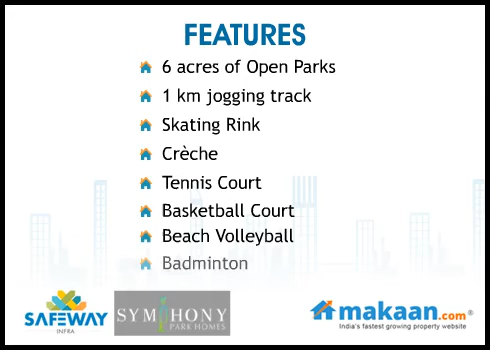 FEATURES
6 acres of Open Parks
1 km jogging track
Skating Rink
Crèche
Tennis Court
Basketball Court
Beach Volleyball
Badminton
SAFEWAY
INFRA
SYMPHONY
PARK HOMES
makaan.com®
India's fastest growing property website